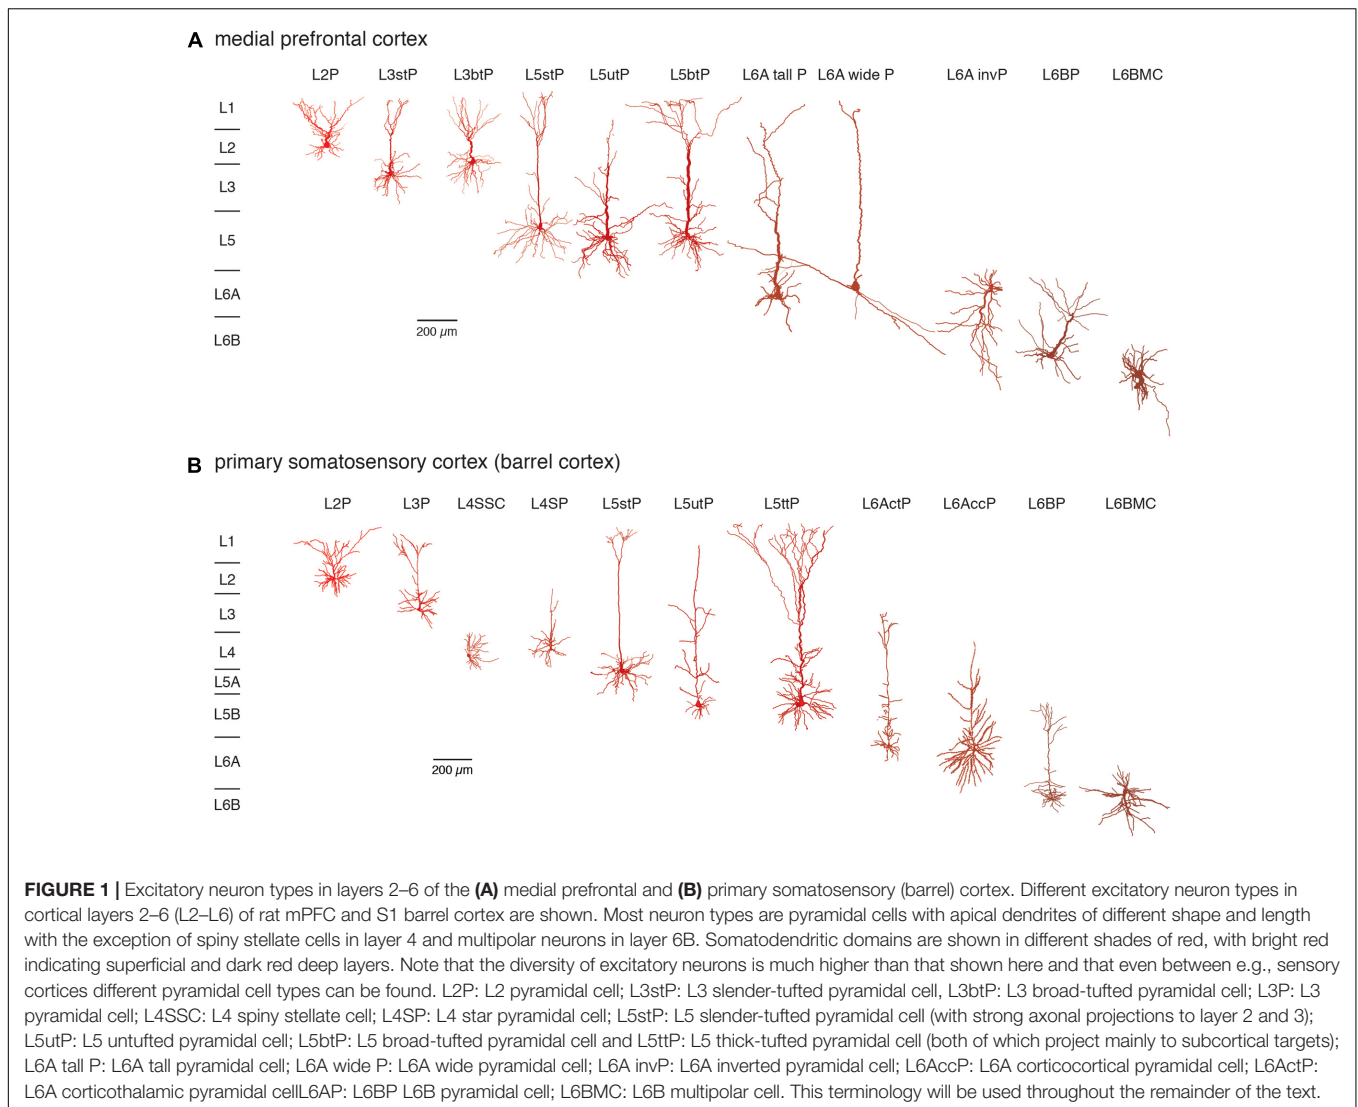 A medial prefrontal cortex
L2P L3stP L3btP L5stP L5utP L5btP L6A tall P L6A wide P L6A invP L6BP L6BMC
L1
L2
L3
L5
L6A
L6B
200 µm
B primary somatosensory cortex (barrel cortex)
L2P L3P L4SSC L4SP L5stP L5utP L5ttP L6ActP L6AccP L6BP L6BMC
L1
L2
L3
L4
L5A
L5B
L6A
L6B
200 µm
FIGURE 1 | Excitatory neuron types in layers 2–6 of the (A) medial prefrontal and (B) primary somatosensory (barrel) cortex. Different excitatory neuron types in
cortical layers 2–6 (L2–L6) of rat mPFC and S1 barrel cortex are shown. Most neuron types are pyramidal cells with apical dendrites of different shape and length
with the exception of spiny stellate cells in layer 4 and multipolar neurons in layer 6B. Somatodendritic domains are shown in different shades of red, with bright red
indicating superficial and dark red deep layers. Note that the diversity of excitatory neurons is much higher than that shown here and that even between e.g., sensory
cortices different pyramidal cell types can be found. L2P: L2 pyramidal cell; L3stP: L3 slender-tufted pyramidal cell, L3btP: L3 broad-tufted pyramidal cell; L3P: L3
pyramidal cell; L4SSC: L4 spiny stellate cell; L4SP: L4 star pyramidal cell; L5stP: L5 slender-tufted pyramidal cell (with strong axonal projections to layer 2 and 3);
L5utP: L5 untufted pyramidal cell; L5btP: L5 broad-tufted pyramidal cell and L5ttP: L5 thick-tufted pyramidal cell (both of which project mainly to subcortical targets);
L6A tall P: L6A tall pyramidal cell; L6A wide P: L6A wide pyramidal cell; L6A invP: L6A inverted pyramidal cell; L6AccP: L6A corticocortical pyramidal cell; L6ActP:
L6A corticothalamic pyramidal cellL6AP: L6BP L6B pyramidal cell; L6BMC: L6B multipolar cell. This terminology will be used throughout the remainder of the text.